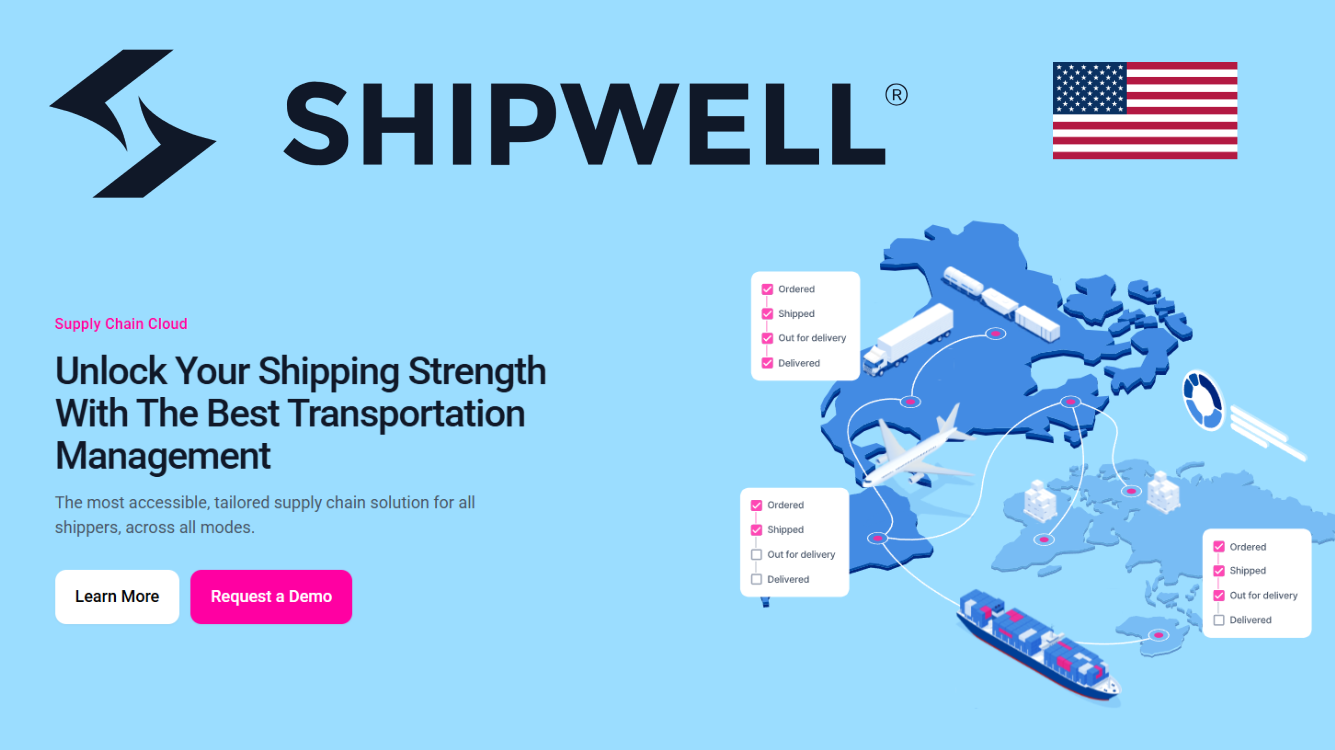 SHIPWELL®
Supply Chain Cloud
Unlock Your Shipping Strength
With The Best Transportation
Management
The most accessible, tailored supply chain solution for all
shippers, across all modes.
Learn More
Request a Demo
Ordered
Shipped
Out for delivery
Delivered
Ordered
Shipped
Out for delivery
Delivered
Ordered
Shipped
Out for delivery
Delivered